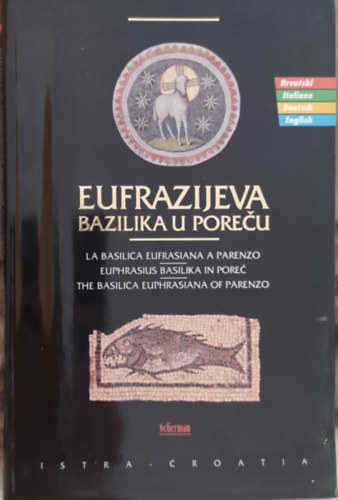 Hrvatski
Italiano
Deutsch
English
EUFRAZIJEVA
BAZILIKA U POREČU
LA BASILICA EUFRASIANA A PARENZO
EUPHRASIUS BASILIKA IN POREČ
THE BASILICA EUPHRASIANA OF PARENZO
ISTRA · CROATIA